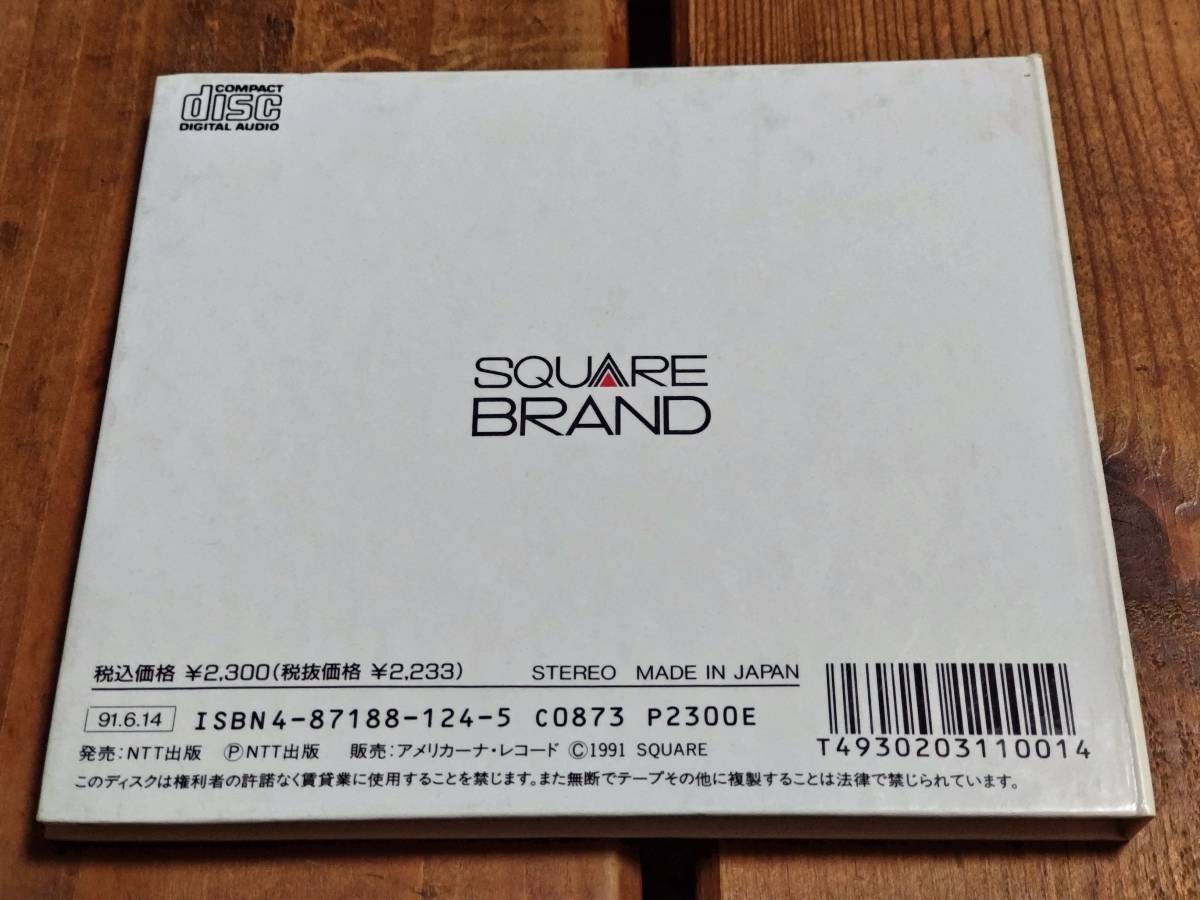 COMPACT
disc
DIGITAL AUDIO
SQUARE
BRAND
税込価格 ¥2,300(税抜価格 ¥2,233) STEREO MADE IN JAPAN
91.6.14 ISBN4-87188-124-5 C0873 P2300E
発売:NTT出版 ⓅNTT出版 販売:アメリカーナ・レコード ©1991 SQUARE
T4930203110014
このディスクは権利者の許諾なく賃貸業に使用することを禁じます。また無断でテープその他に複製することは法律で禁じられています。